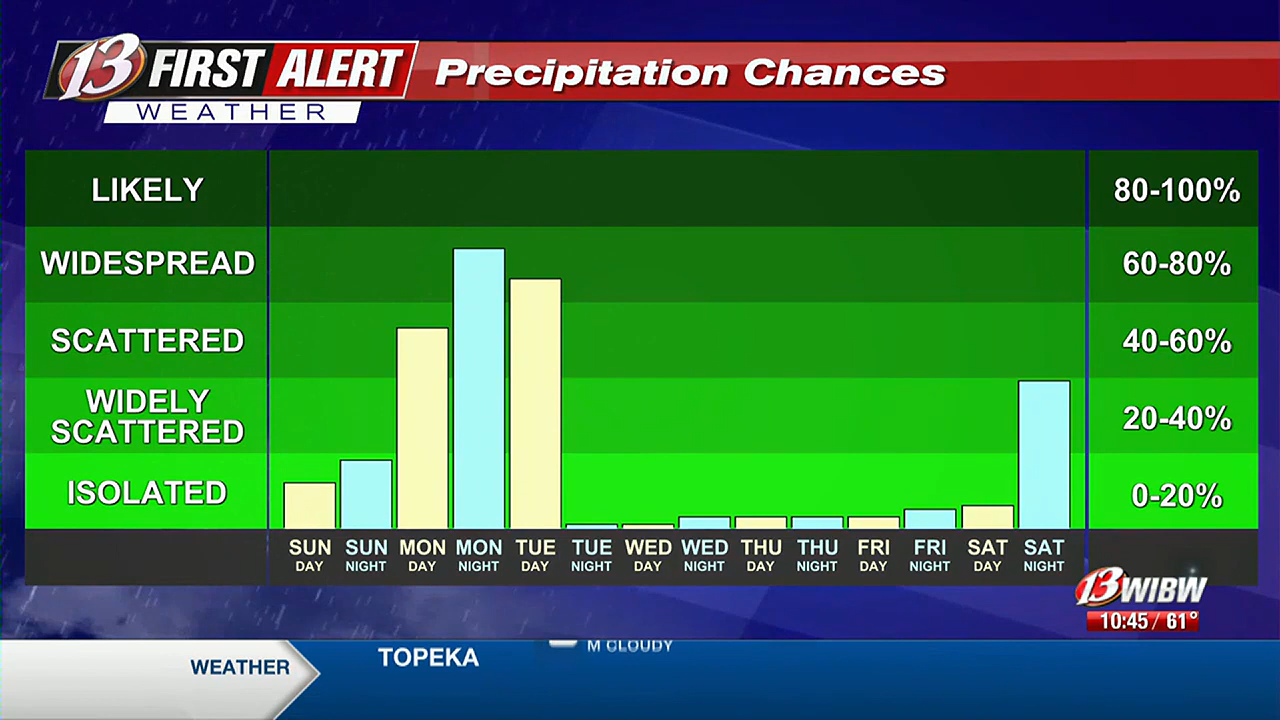 13 FIRST ALERT
WEATHER
Precipitation Chances
LIKELY
80-100%
WIDESPREAD
60-80%
SCATTERED
40-60%
WIDELY
SCATTERED
20-40%
ISOLATED
0-20%
SUN SUN MON MON TUE TUE WED WED THU THU FRI FRI SAT SAT
DAY NIGHT DAY NIGHT DAY NIGHT DAY NIGHT DAY NIGHT DAY NIGHT DAY NIGHT
13 WIBW
10:45 / 61°
WEATHER
TOPEKA
M CLOUDY